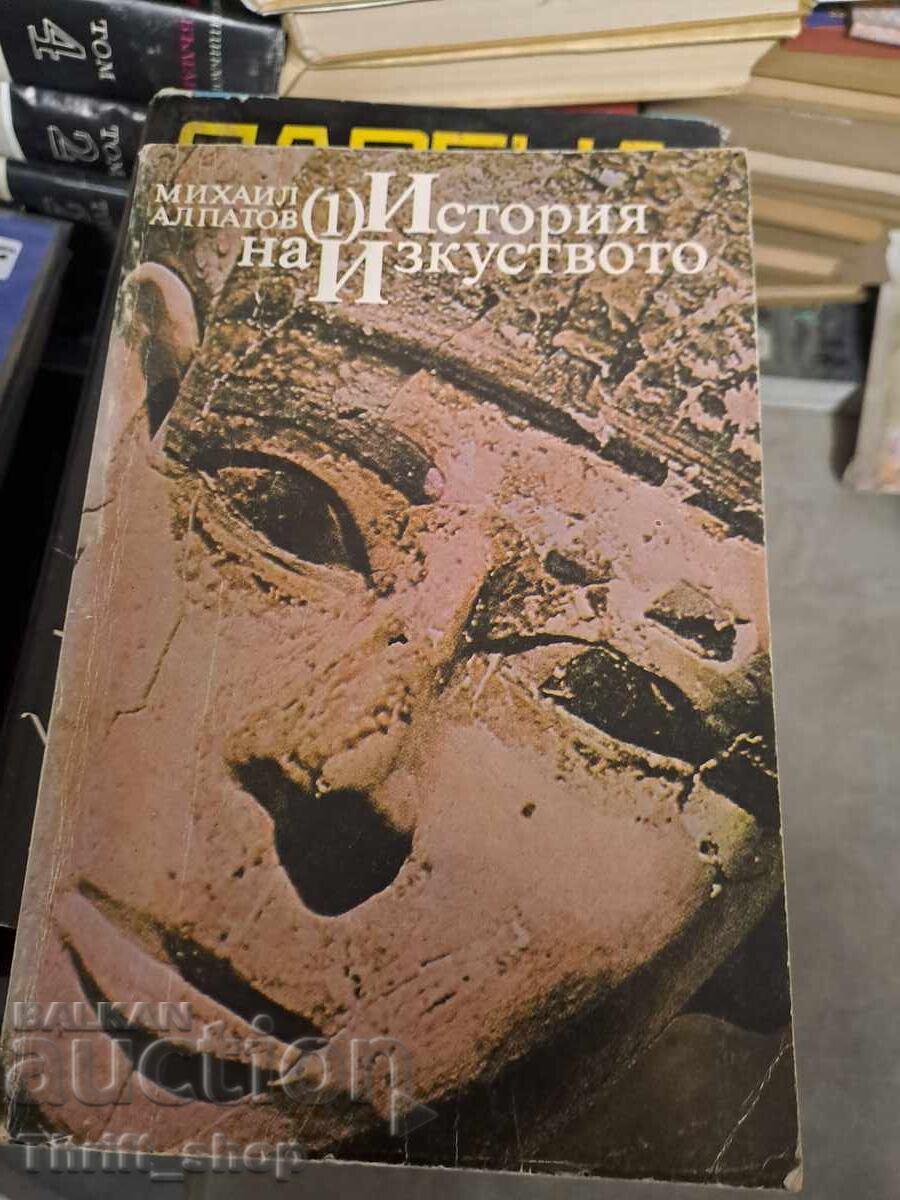 ТОМ 4
ТОМ 2
МИХАИЛ
АЛПАТОВ
(1) История
на Изкуството
BALKAN
auction
Thrift_shop